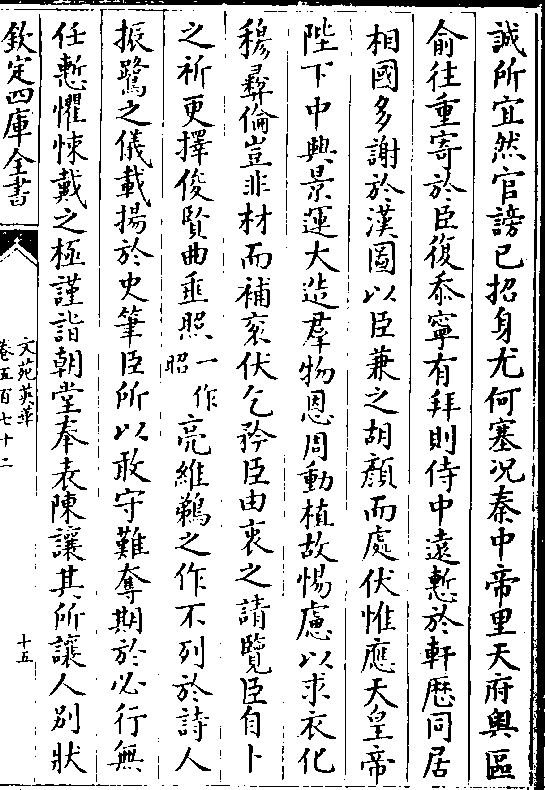 誠所宜然官謗已招身尤何塞况秦中帝里天府輿區
俞往重寄於臣復忝寧有拜則侍中遠慙於軒歴同居
相國多謝於漢圖以臣兼之胡顔而處伏惟應天皇帝
陛下中興景運大造羣物恩周動植故惕慮以求衣化
穆彛倫豈非材而補衮伏乞矜臣由衷之請覽臣自卜
之祈更擇俊賢曲垂照一作昭亮維鵜之作不列於詩人
振鷺之儀載揚於史筆臣所以敢守難奪期於必行無
任慙懼悚戴之極謹詣朝堂奉表陳讓其所讓人别狀
欽定四庫全書
文苑英華
卷五百七十二
十五